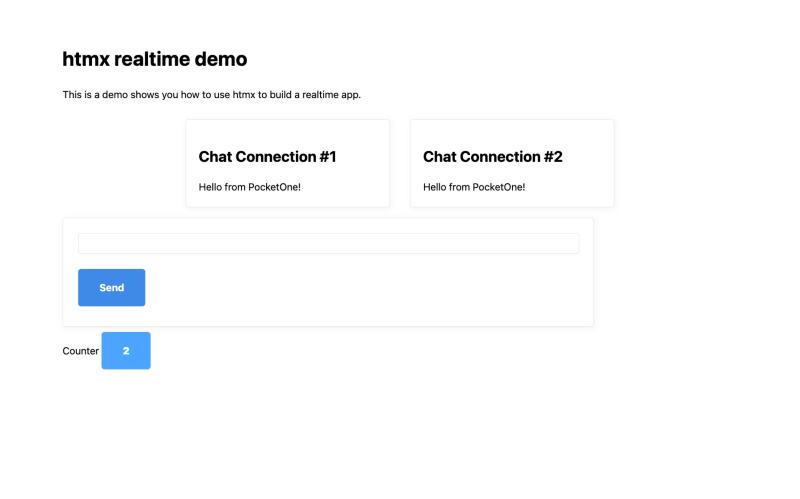 htmx realtime demo
This is a demo shows you how to use htmx to build a realtime app.
Chat Connection #1
Hello from PocketOne!
Chat Connection #2
Hello from PocketOne!
Send
Counter 2